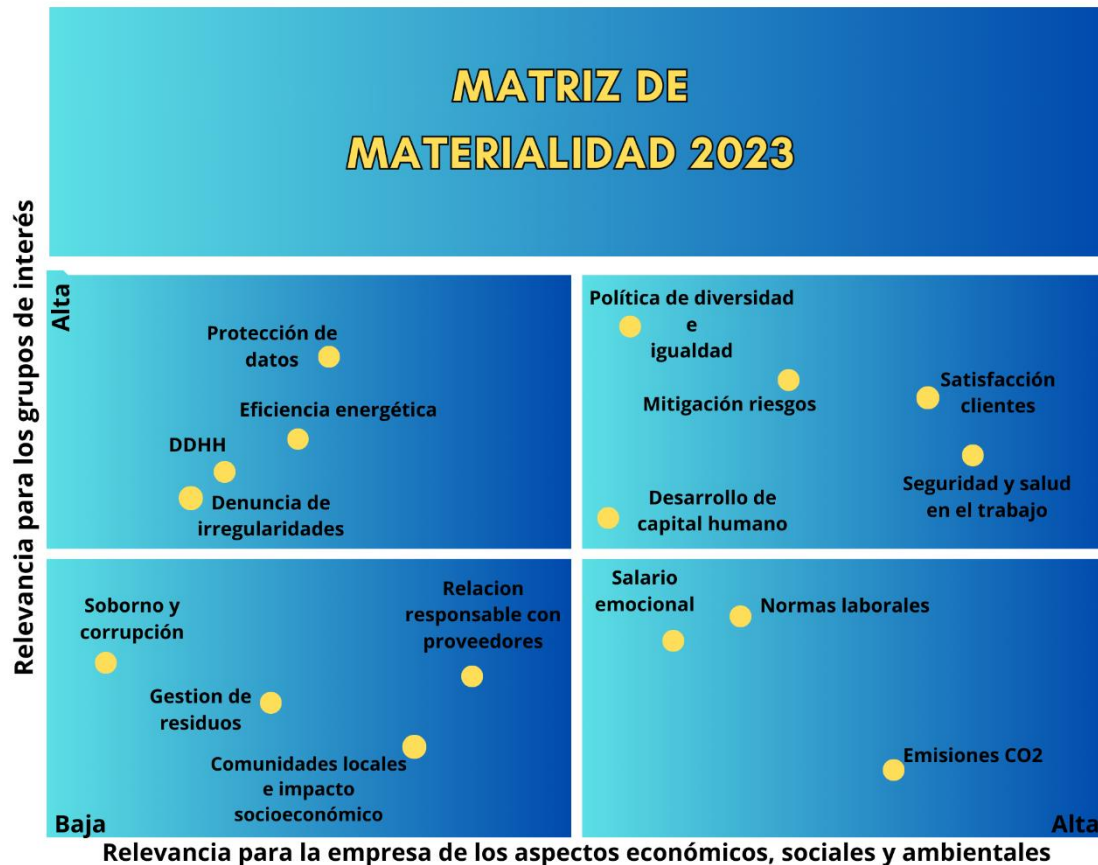 MATRIZ DE
MATERIALIDAD 2023
Relevancia para los grupos de interés
Alta
Protección de
datos
Eficiencia energética
DDHH
Denuncia de
irregularidades
Política de diversidad
e
igualdad
Mitigación riesgos
Satisfacción
clientes
Seguridad y salud
en el trabajo
Desarrollo de
capital humano
Soborno y
corrupción
Relacion
responsable con
proveedores
Gestion de
residuos
Comunidades locales
e impacto
socioeconómico
Salario
emocional
Normas laborales
Emisiones CO2
Baja
Alta
Relevancia para la empresa de los aspectos económicos, sociales y ambientales